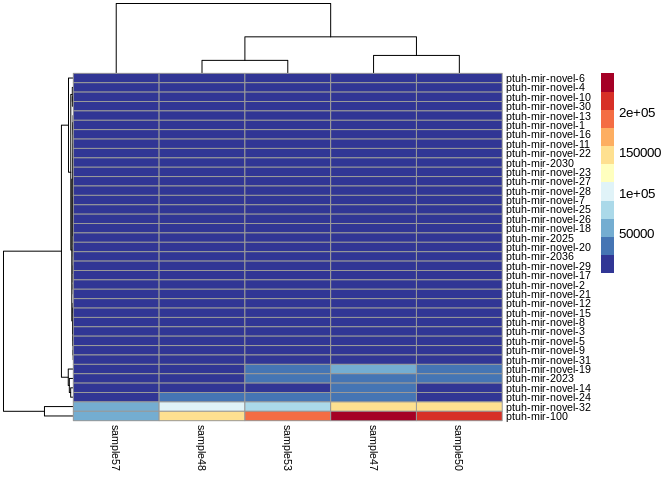 ptuh-mir-novel-6
ptuh-mir-novel-4
ptuh-mir-novel-10
ptuh-mir-novel-30
ptuh-mir-novel-13
ptuh-mir-novel-1
ptuh-mir-novel-16
ptuh-mir-novel-11
ptuh-mir-novel-22
ptuh-mir-2030
ptuh-mir-novel-23
ptuh-mir-novel-27
ptuh-mir-novel-28
ptuh-mir-novel-7
ptuh-mir-novel-25
ptuh-mir-novel-26
ptuh-mir-novel-18
ptuh-mir-2025
ptuh-mir-novel-20
ptuh-mir-2036
ptuh-mir-novel-29
ptuh-mir-novel-17
ptuh-mir-novel-2
ptuh-mir-novel-21
ptuh-mir-novel-12
ptuh-mir-novel-15
ptuh-mir-novel-8
ptuh-mir-novel-3
ptuh-mir-novel-5
ptuh-mir-novel-9
ptuh-mir-novel-31
ptuh-mir-novel-19
ptuh-mir-2023
ptuh-mir-novel-14
ptuh-mir-novel-24
ptuh-mir-novel-32
ptuh-mir-100
2e+05
150000
1e+05
50000
sample57
sample48
sample53
sample47
sample50